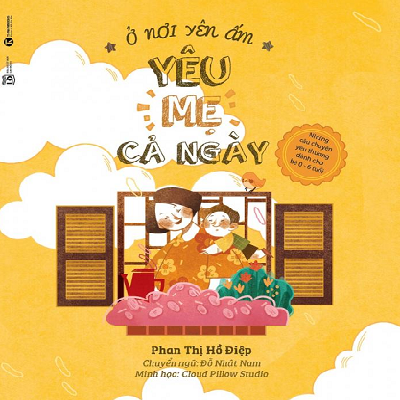 Ở NƠI YÊN ẤM
YÊU
MẸ
CẢ NGÀY
Những
câu chuyện
yêu thương
dành cho
bé 0 - 6 tuổi
Phan Thị Hồ Điệp
Chuyển ngữ: Đỗ Nhật Nam
Minh họa: Cloud Pillow Studio